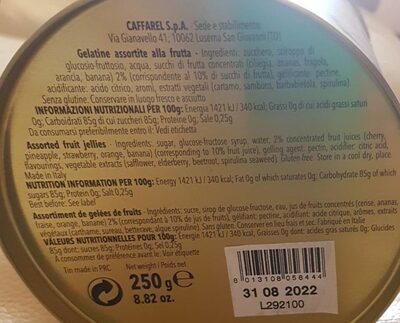 CAFFAREL S.p.A. - Sede e stabilimento:
Via Gianavello 41, 10062 Luserna San Giovanni (TO)
Gelatine assortite alla frutta - Ingredienti: zucchero, sciroppo di
glucosio-fruttosio, acqua, succhi di frutta concentrati (ciliegia, ananas, fragola,
arancia, banana) 2% (corrispondente al 10% di succhi di frutta), gelificante: pectine,
acidificante: acido citrico, aromi, estratti vegetali (cartamo, sambuco, barbabietola, spirulina)
Senza glutine. Conservare in luogo fresco e asciutto
INFORMAZIONI NUTRIZIONALI PER 100g: Energia 1421 kJ / 340 kcal; Grassi 0g di cui acidi grassi saturi
0g; Carboidrati 85g di cui zuccheri 85g; Proteine 0g; Sale 0,25g
Da consumarsi preferibilmente entro il: Vedi etichetta
Assorted fruit jellies - Ingredients: sugar, glucose-fructose syrup, water, 2% concentrated fruit juices (cherry,
pineapple, strawberry, orange, banana) (corresponding to 10% fruit juice), gelling agent: pectin, acidifier: citric acid,
flavourings, vegetable extracts (safflower, elderberry, beetroot, spirulina seaweed). Gluten-free. Store in a cool dry, place.
Made in Italy
NUTRITION INFORMATION PER 100g: Energy 1421 kJ / 340 kcal; Fat 0g of which saturates 0g; Carbohydrate 85g of which
sugars 85g; Protein 0g; Salt 0,25g
Best before: See label
Assortiment de gelées de fruits - Ingrédients: sucre, sirop de glucose-fructose, eau, jus de fruits concentrés (cerise, ananas,
fraise, orange, banane) 2% (correspondant à 10% de jus de fruits), gélifiant: pectine, acidifiant: acide citrique, arômes, extraits
végétaux (carthame, sureau, betterave, algue spiruline). Sans gluten. Conserver en lieu frais et sec. Fabriqué en Italie
VALEURS NUTRITIONNELLES POUR 100g: Energie 1421 kJ / 340 kcal; Graisses 0g dont acides gras saturés 0g; Glucides
85g dont: sucres 85g; Protéines 0g; Sel 0,25g
A consommer de préférence avant le: Voir étiquette
Tin made in PRC
Net weight / Poids net
250 g e
8.82 oz.
8013108058444
31 08 2022
L292100